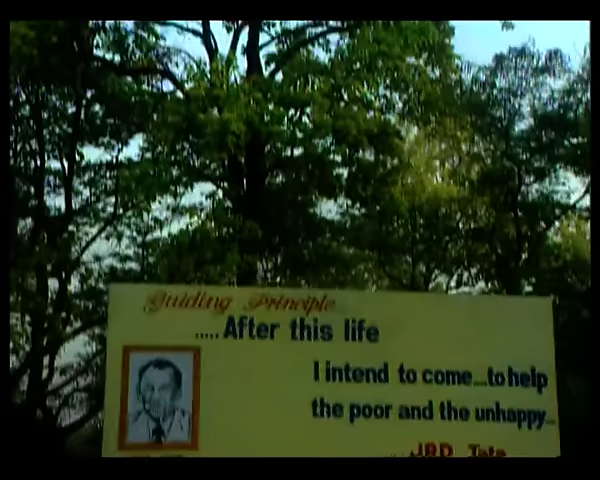 Guiding Principle
.....After this life
I intend to come...to help
the poor and the unhappy...
....JRD Tata